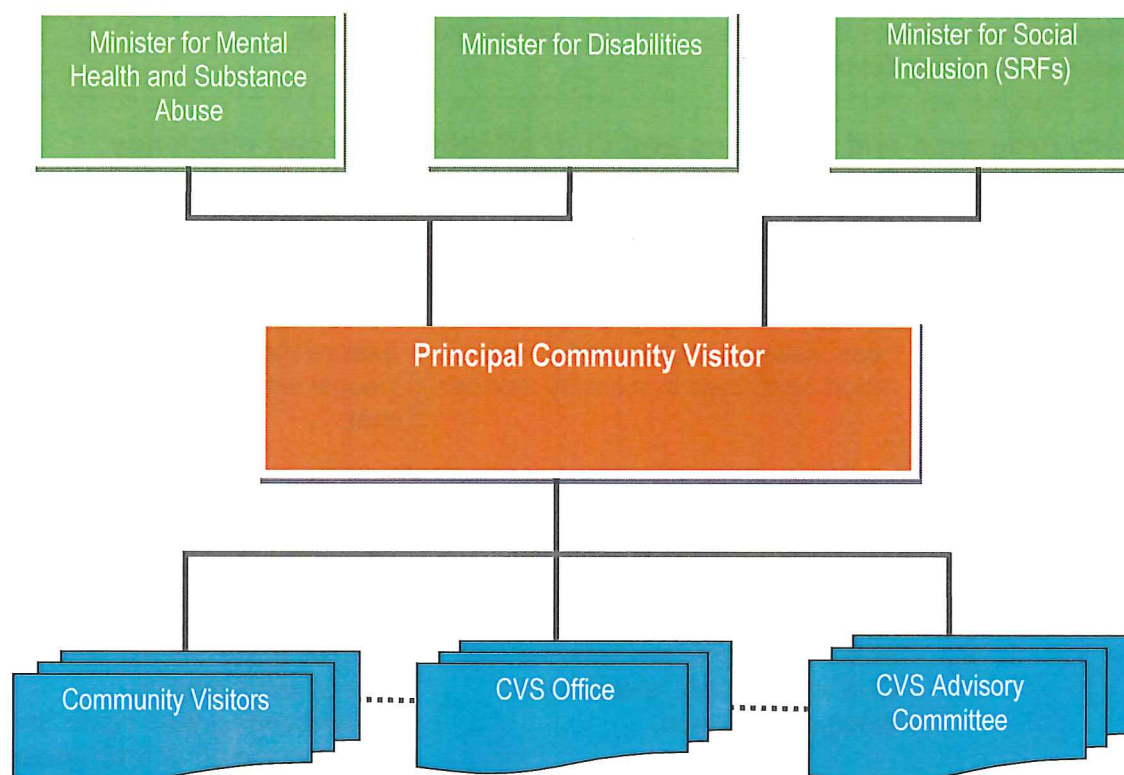 Minister for Mental
Health and Substance
Abuse
Minister for Disabilities
Minister for Social
Inclusion (SRFs)
Principal Community Visitor
Community Visitors
CVS Office
CVS Advisory
Committee